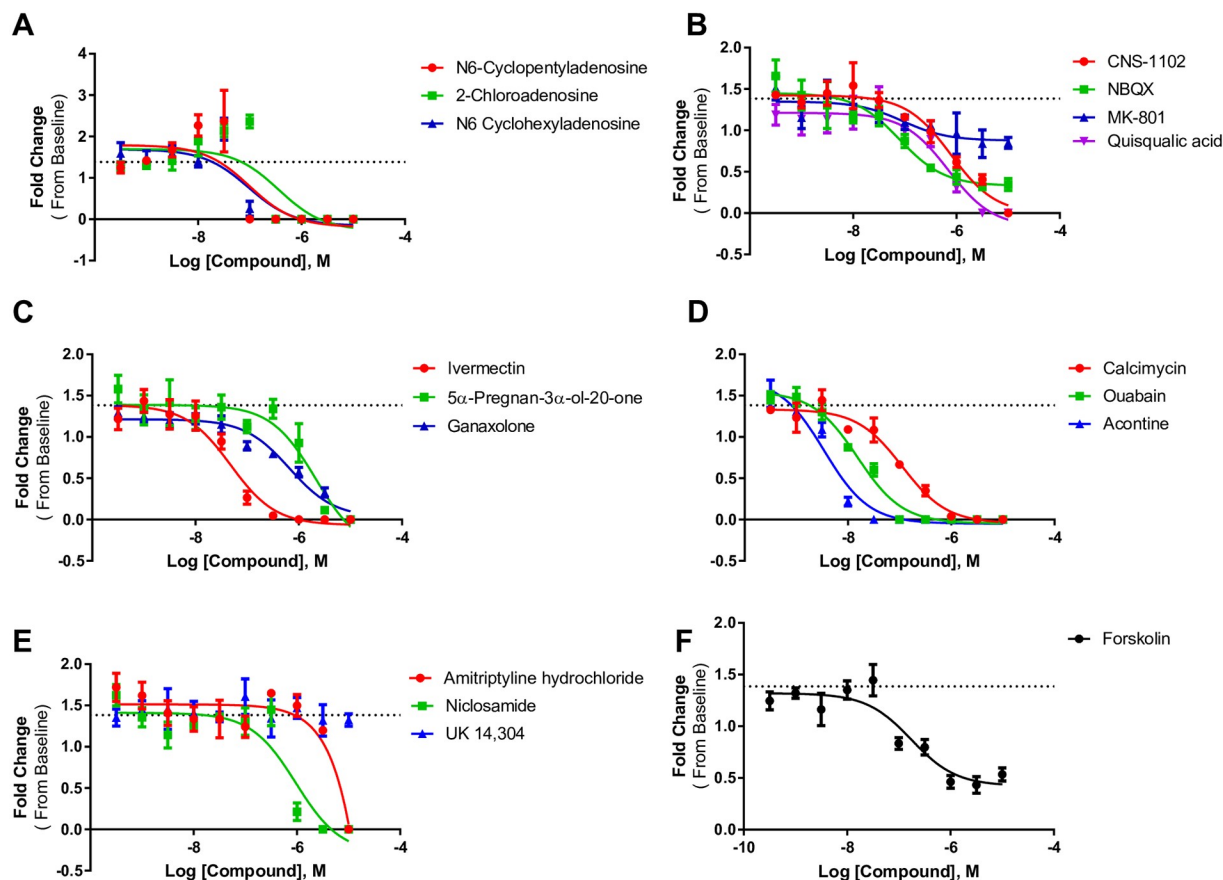 A
Fold Change
( From Baseline)
4
3
2
1
0
-1
-8
-6
-4
Log [Compound], M
N6-Cyclopentyladenosine
2-Chloroadenosine
N6 Cyclohexyladenosine
B
Fold Change
( From Baseline)
2.0
1.5
1.0
0.5
0.0
-0.5
-8
-6
-4
Log [Compound], M
CNS-1102
NBQX
MK-801
Quisqualic acid
C
Fold Change
( From Baseline)
2.0
1.5
1.0
0.5
0.0
-0.5
-8
-6
-4
Log [Compound], M
Ivermectin
5α-Pregnan-3α-ol-20-one
Ganaxolone
D
Fold Change
( From Baseline)
2.0
1.5
1.0
0.5
0.0
-0.5
-8
-6
-4
Log [Compound], M
Calcimycin
Ouabain
Acontine
E
Fold Change
( From Baseline)
2.0
1.5
1.0
0.5
0.0
-0.5
-8
-6
-4
Log [Compound], M
Amitriptyline hydrochloride
Niclosamide
UK 14,304
F
Fold Change
( From Baseline)
2.0
1.5
1.0
0.5
0.0
-10
-8
-6
-4
Log [Compound], M
Forskolin